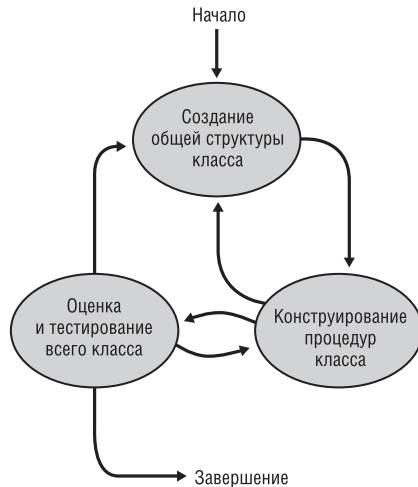 Начало
Создание
общей структуры
класса
Оценка
и тестирование
всего класса
Конструирование
процедур
класса
Завершение